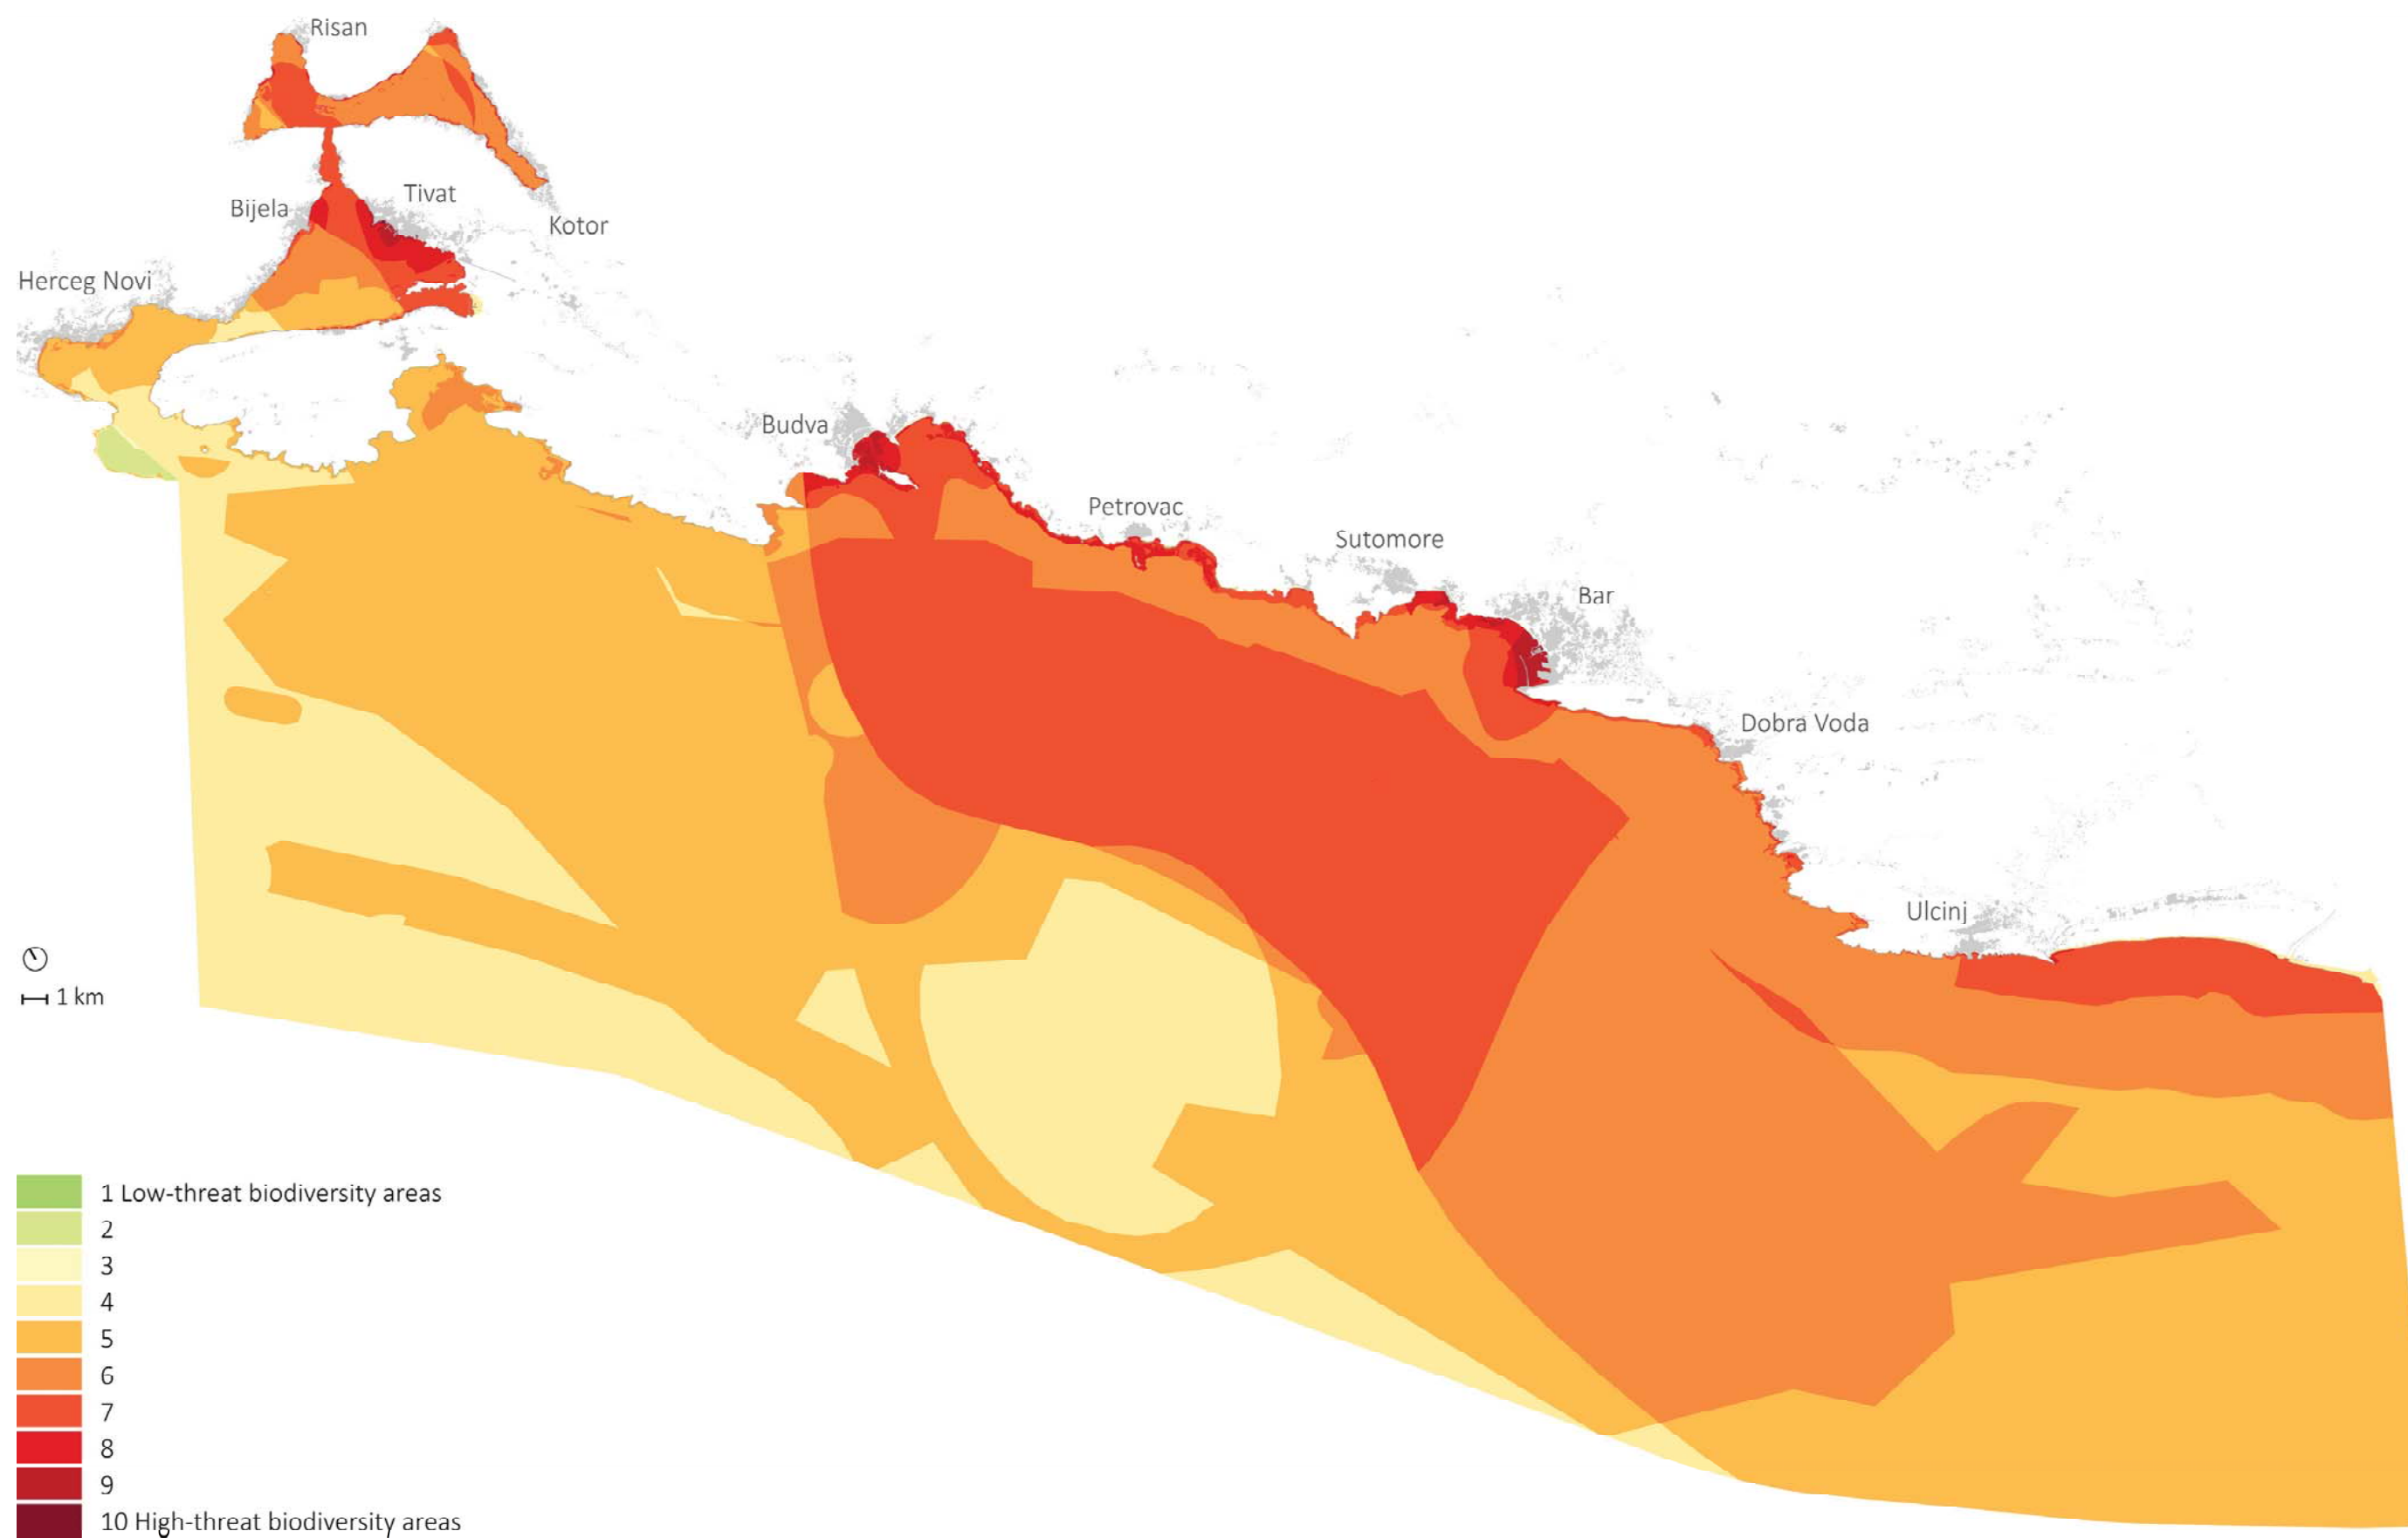 Risan
Tivat
Bijela
Kotor
Herceg Novi
Budva
Petrovac
Sutomore
Bar
Dobra Voda
Ulcinj
1 km
1 Low-threat biodiversity areas
2
3
4
5
6
7
8
9
10 High-threat biodiversity areas